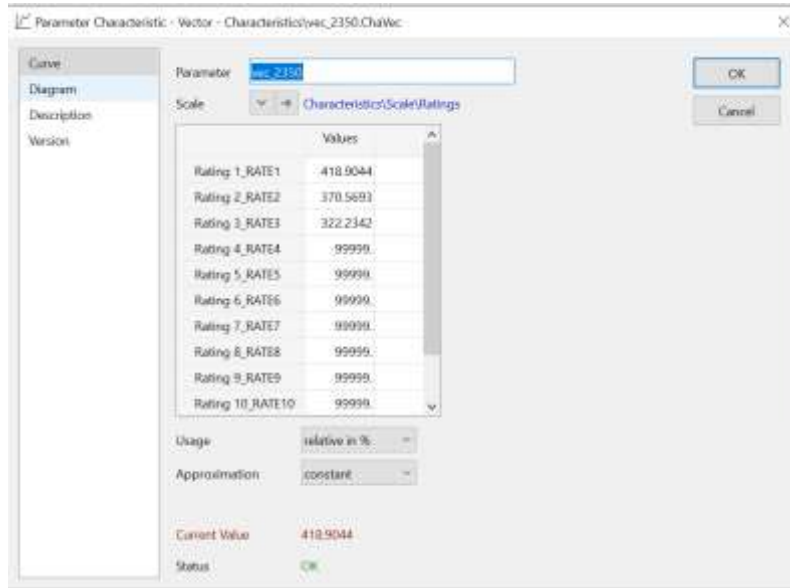 Parameter Characteristic - Vector - Characteristics\vec_2350.ChaVec
Curve
Diagram
Description
Version
Parameter vec_2350
Scale Characteristics\Scale\Ratings
Values
Rating 1_RATE1 418.9044
Rating 2_RATE2 370.5693
Rating 3_RATE3 322.2342
Rating 4_RATE4 99999.
Rating 5_RATE5 99999.
Rating 6_RATE6 99999.
Rating 7_RATE7 99999.
Rating 8_RATE8 99999.
Rating 9_RATE9 99999.
Rating 10_RATE10 99999.
Usage relative in %
Approximation constant
Current Value 418.9044
Status OK
OK
Cancel